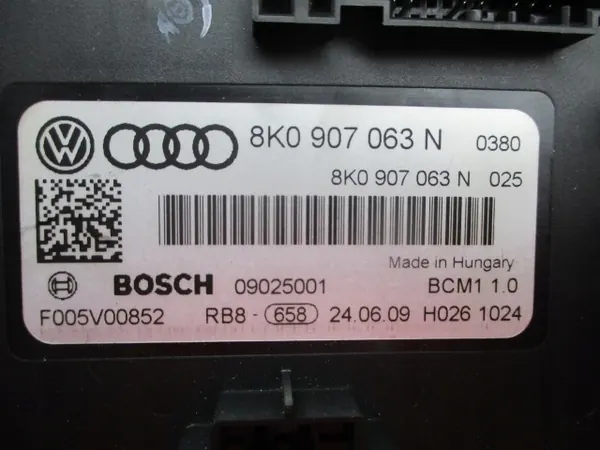 8K0 907 063 N 0380
8K0 907 063 N 025
Made in Hungary
BOSCH 09025001 BCM1 1.0
F005V00852 RB8 - 658 24.06.09 H026 1024